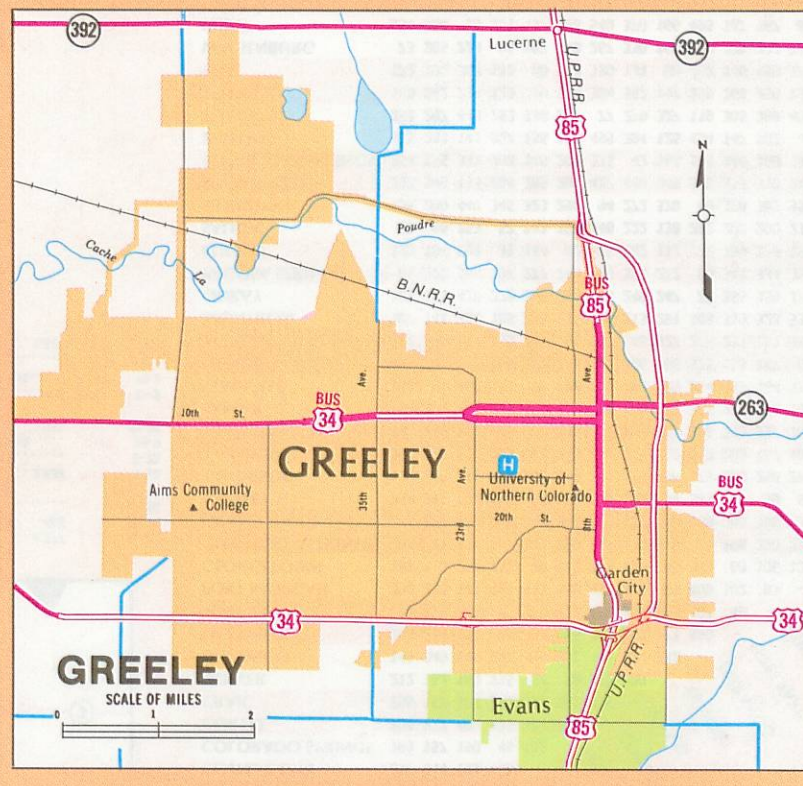 392
Lucerne
392
U.P.R.R.
85
N
Cache
La
Poudre
B.N.R.R.
BUS
85
Ave.
Ave.
10th St.
BUS
34
263
GREELEY
H
Aims Community
College
University of
Northern Colorado
35th
Ave.
23rd
20th St.
8th
BUS
34
Garden
City
34
34
U.P.R.R.
GREELEY
SCALE OF MILES
0 1 2
Evans
85